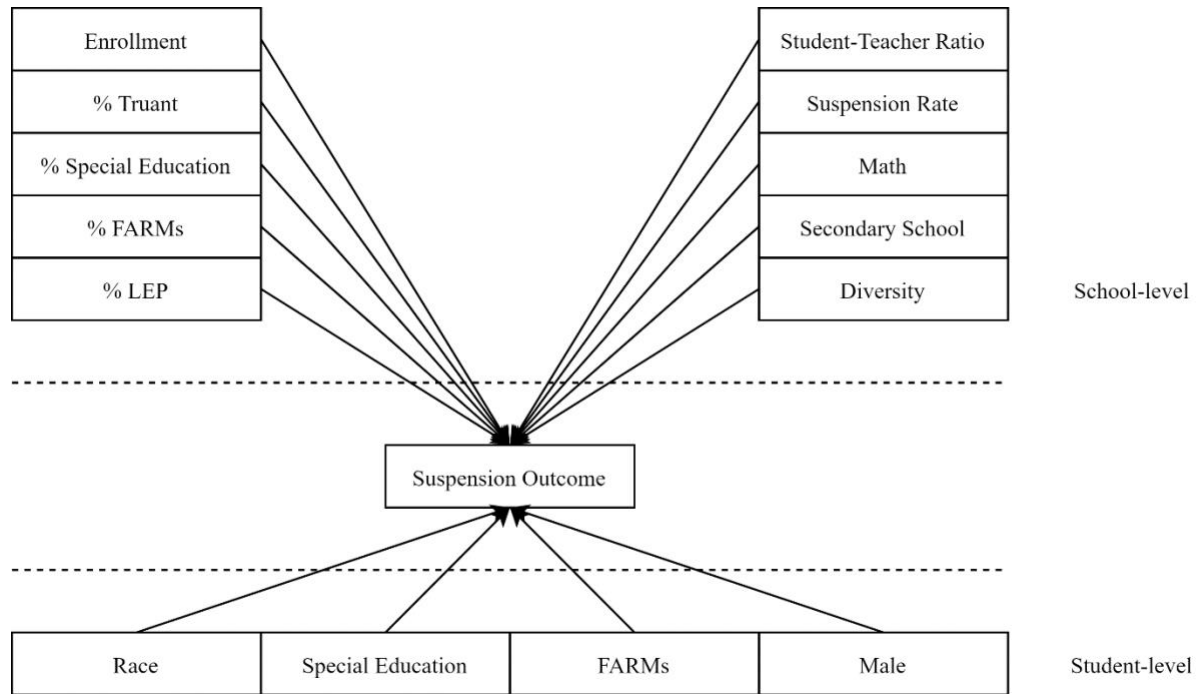 Enrollment
% Truant
% Special Education
% FARMs
% LEP
Student-Teacher Ratio
Suspension Rate
Math
Secondary School
Diversity
School-level
Suspension Outcome
Race
Special Education
FARMs
Male
Student-level